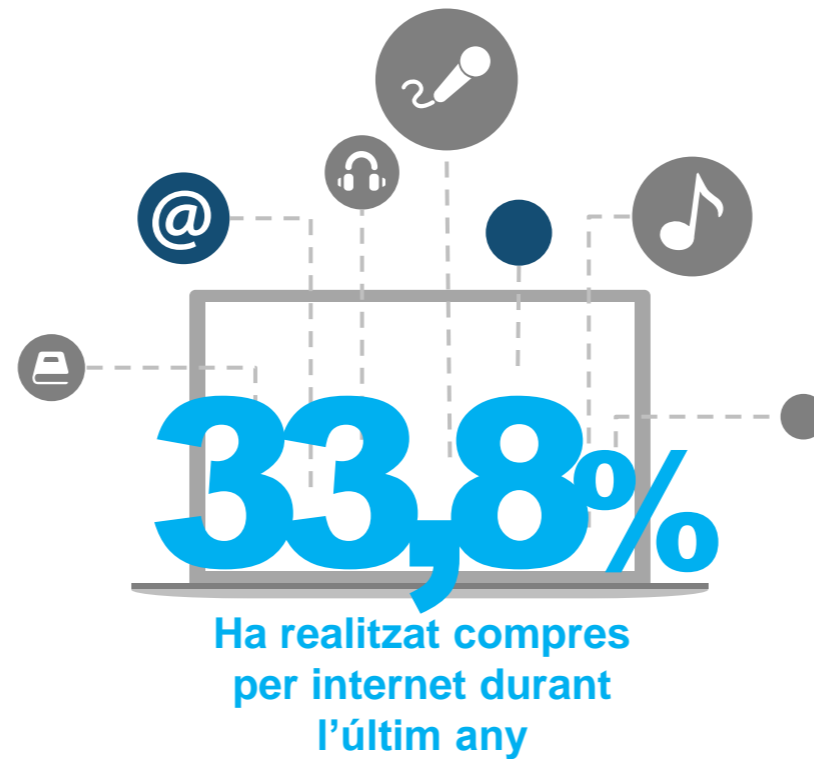 @
33,8%
Ha realitzat compres
per internet durant
l'últim any